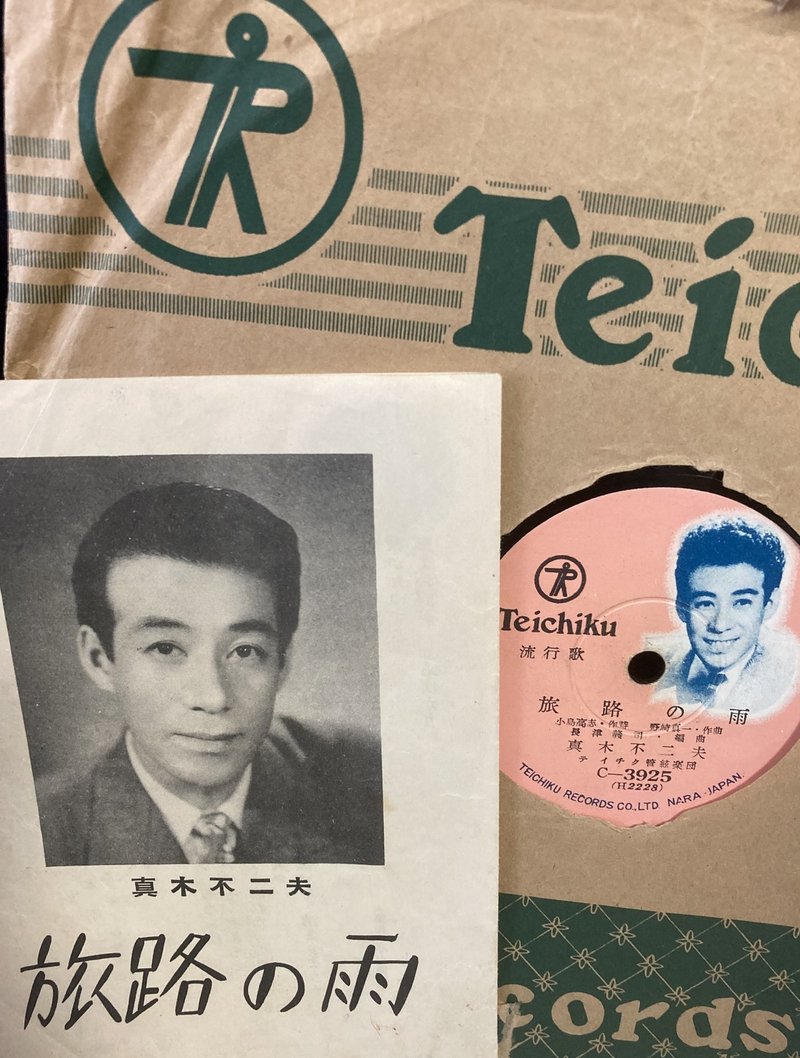 Teic
Teichiku
流行歌
旅路の雨
小島高志・作詩 野崎真一・作曲
長津義司・編曲
真木不二夫
テイチク管絃楽団
C-3925
(H2228)
TEICHIKU RECORDS CO., LTD. NARA-JAPAN.
真木不二夫
旅路の雨
cords